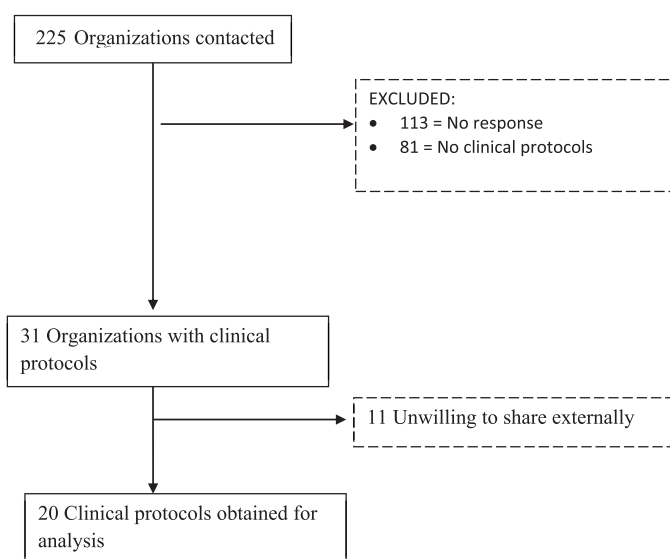 225 Organizations contacted
EXCLUDED:
• 113 = No response
• 81 = No clinical protocols
31 Organizations with clinical
protocols
11 Unwilling to share externally
20 Clinical protocols obtained for
analysis